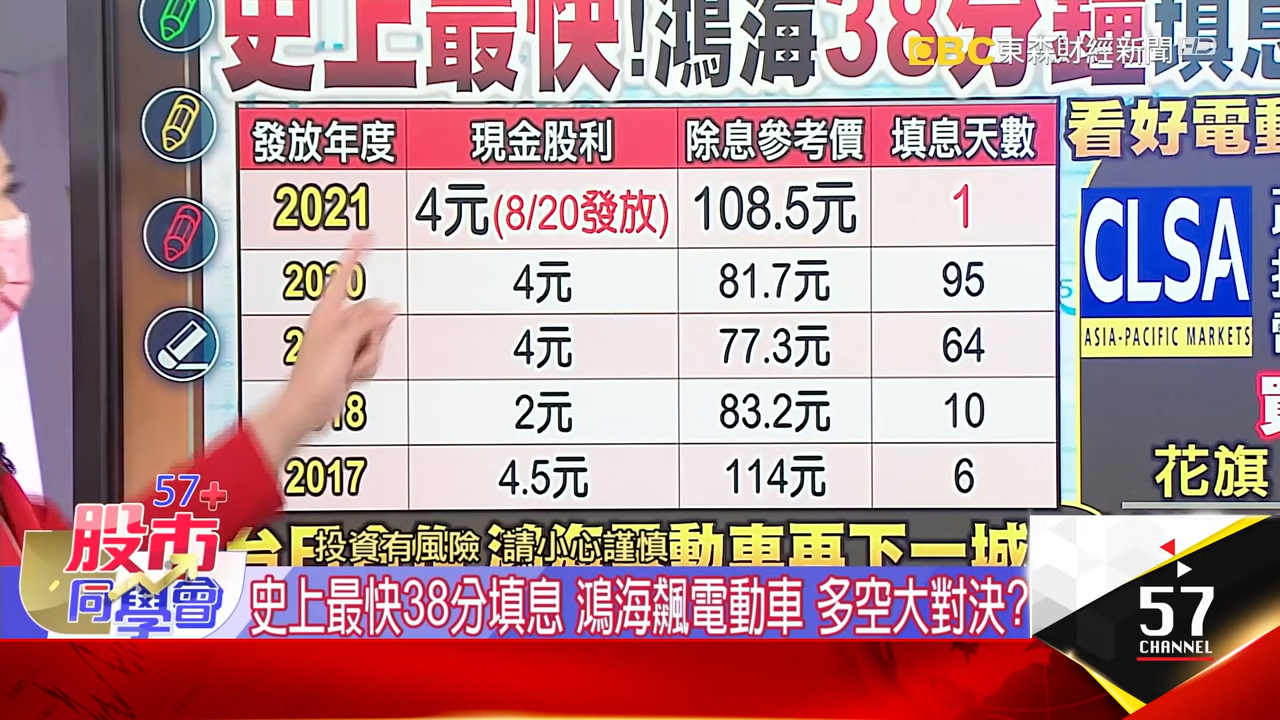 史上最快!鴻海38分鐘填息
EBC 東森財經新聞 HD
發放年度 現金股利 除息參考價 填息天數
2021 4元(8/20發放) 108.5元 1
2020 4元 81.7元 95
4元 77.3元 64
18 2元 83.2元 10
2017 4.5元 114元 6
看好電動
CLSA
ASIA-PACIFIC MARKETS
花旗
投資有風險 請小心謹慎
動車再下一城
57+
股市
同學會
史上最快38分填息 鴻海飆電動車 多空大對決?
57
CHANNEL